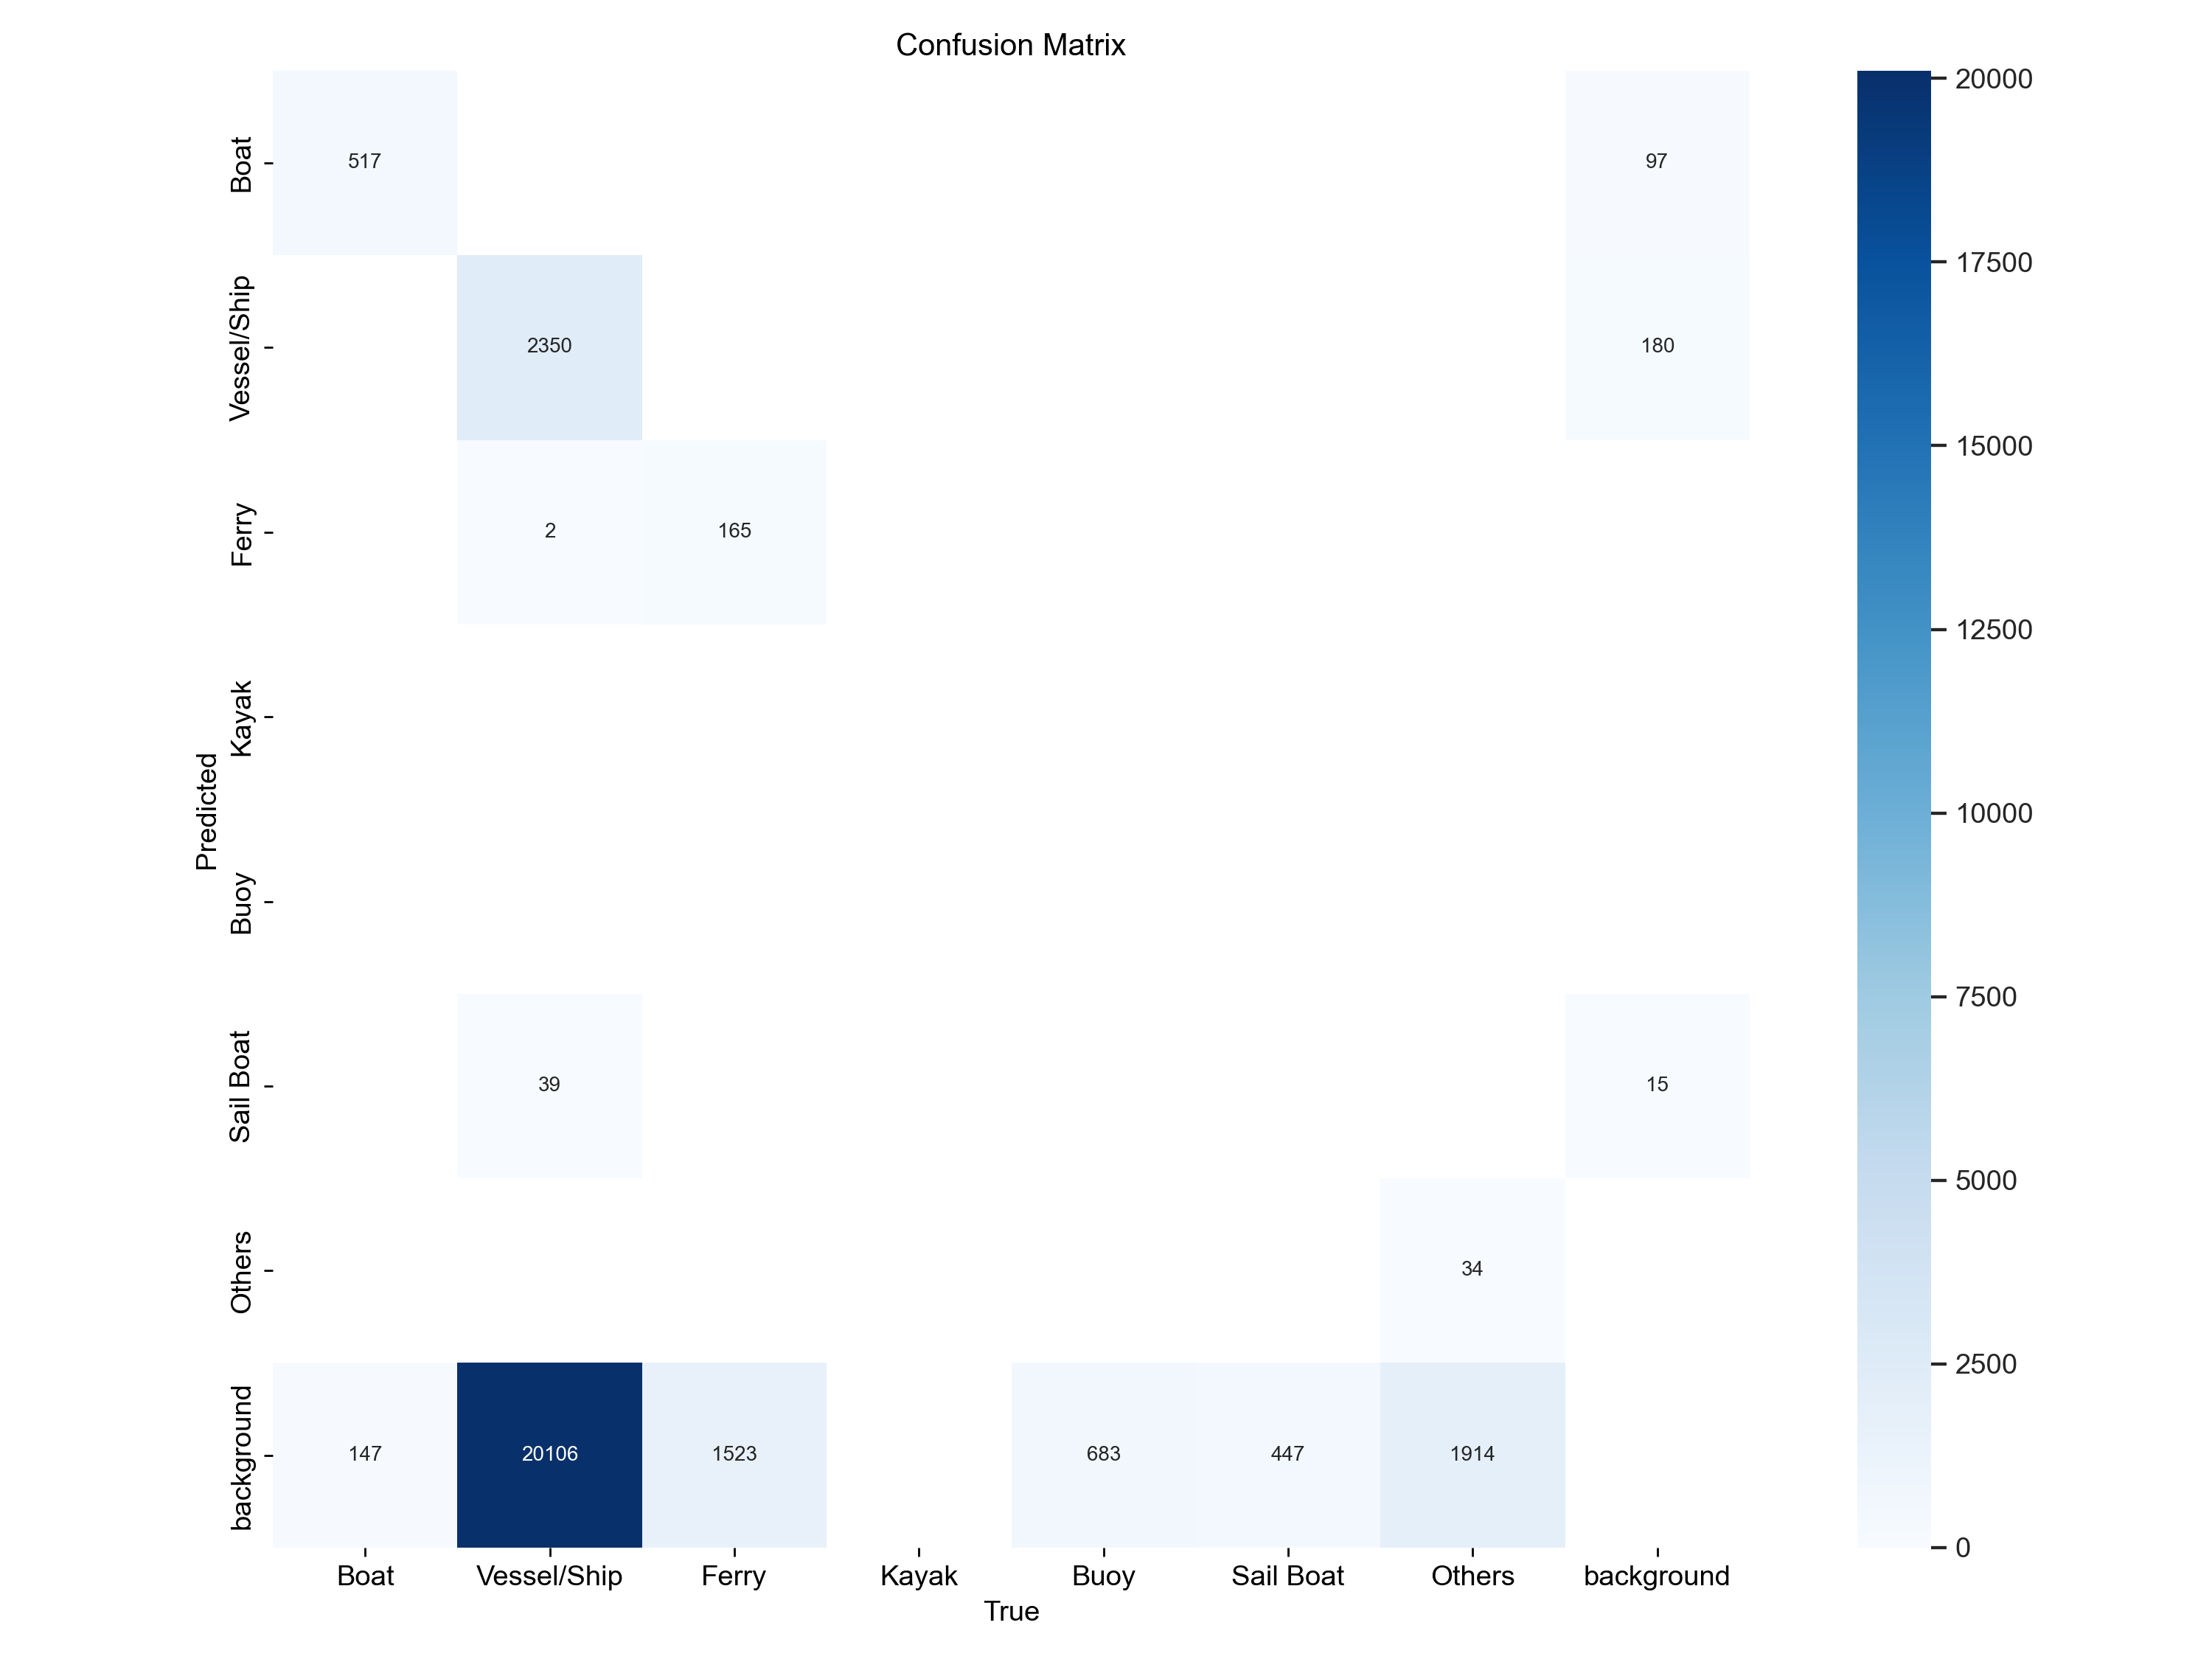 Confusion Matrix
Boat
517
97
Vessel/Ship
2350
180
Ferry
2
165
Kayak
Buoy
Sail Boat
39
15
Others
34
background
147
20106
1523
683
447
1914
Predicted
Boat
Vessel/Ship
Ferry
Kayak
Buoy
Sail Boat
Others
background
True
20000
17500
15000
12500
10000
7500
5000
2500
0